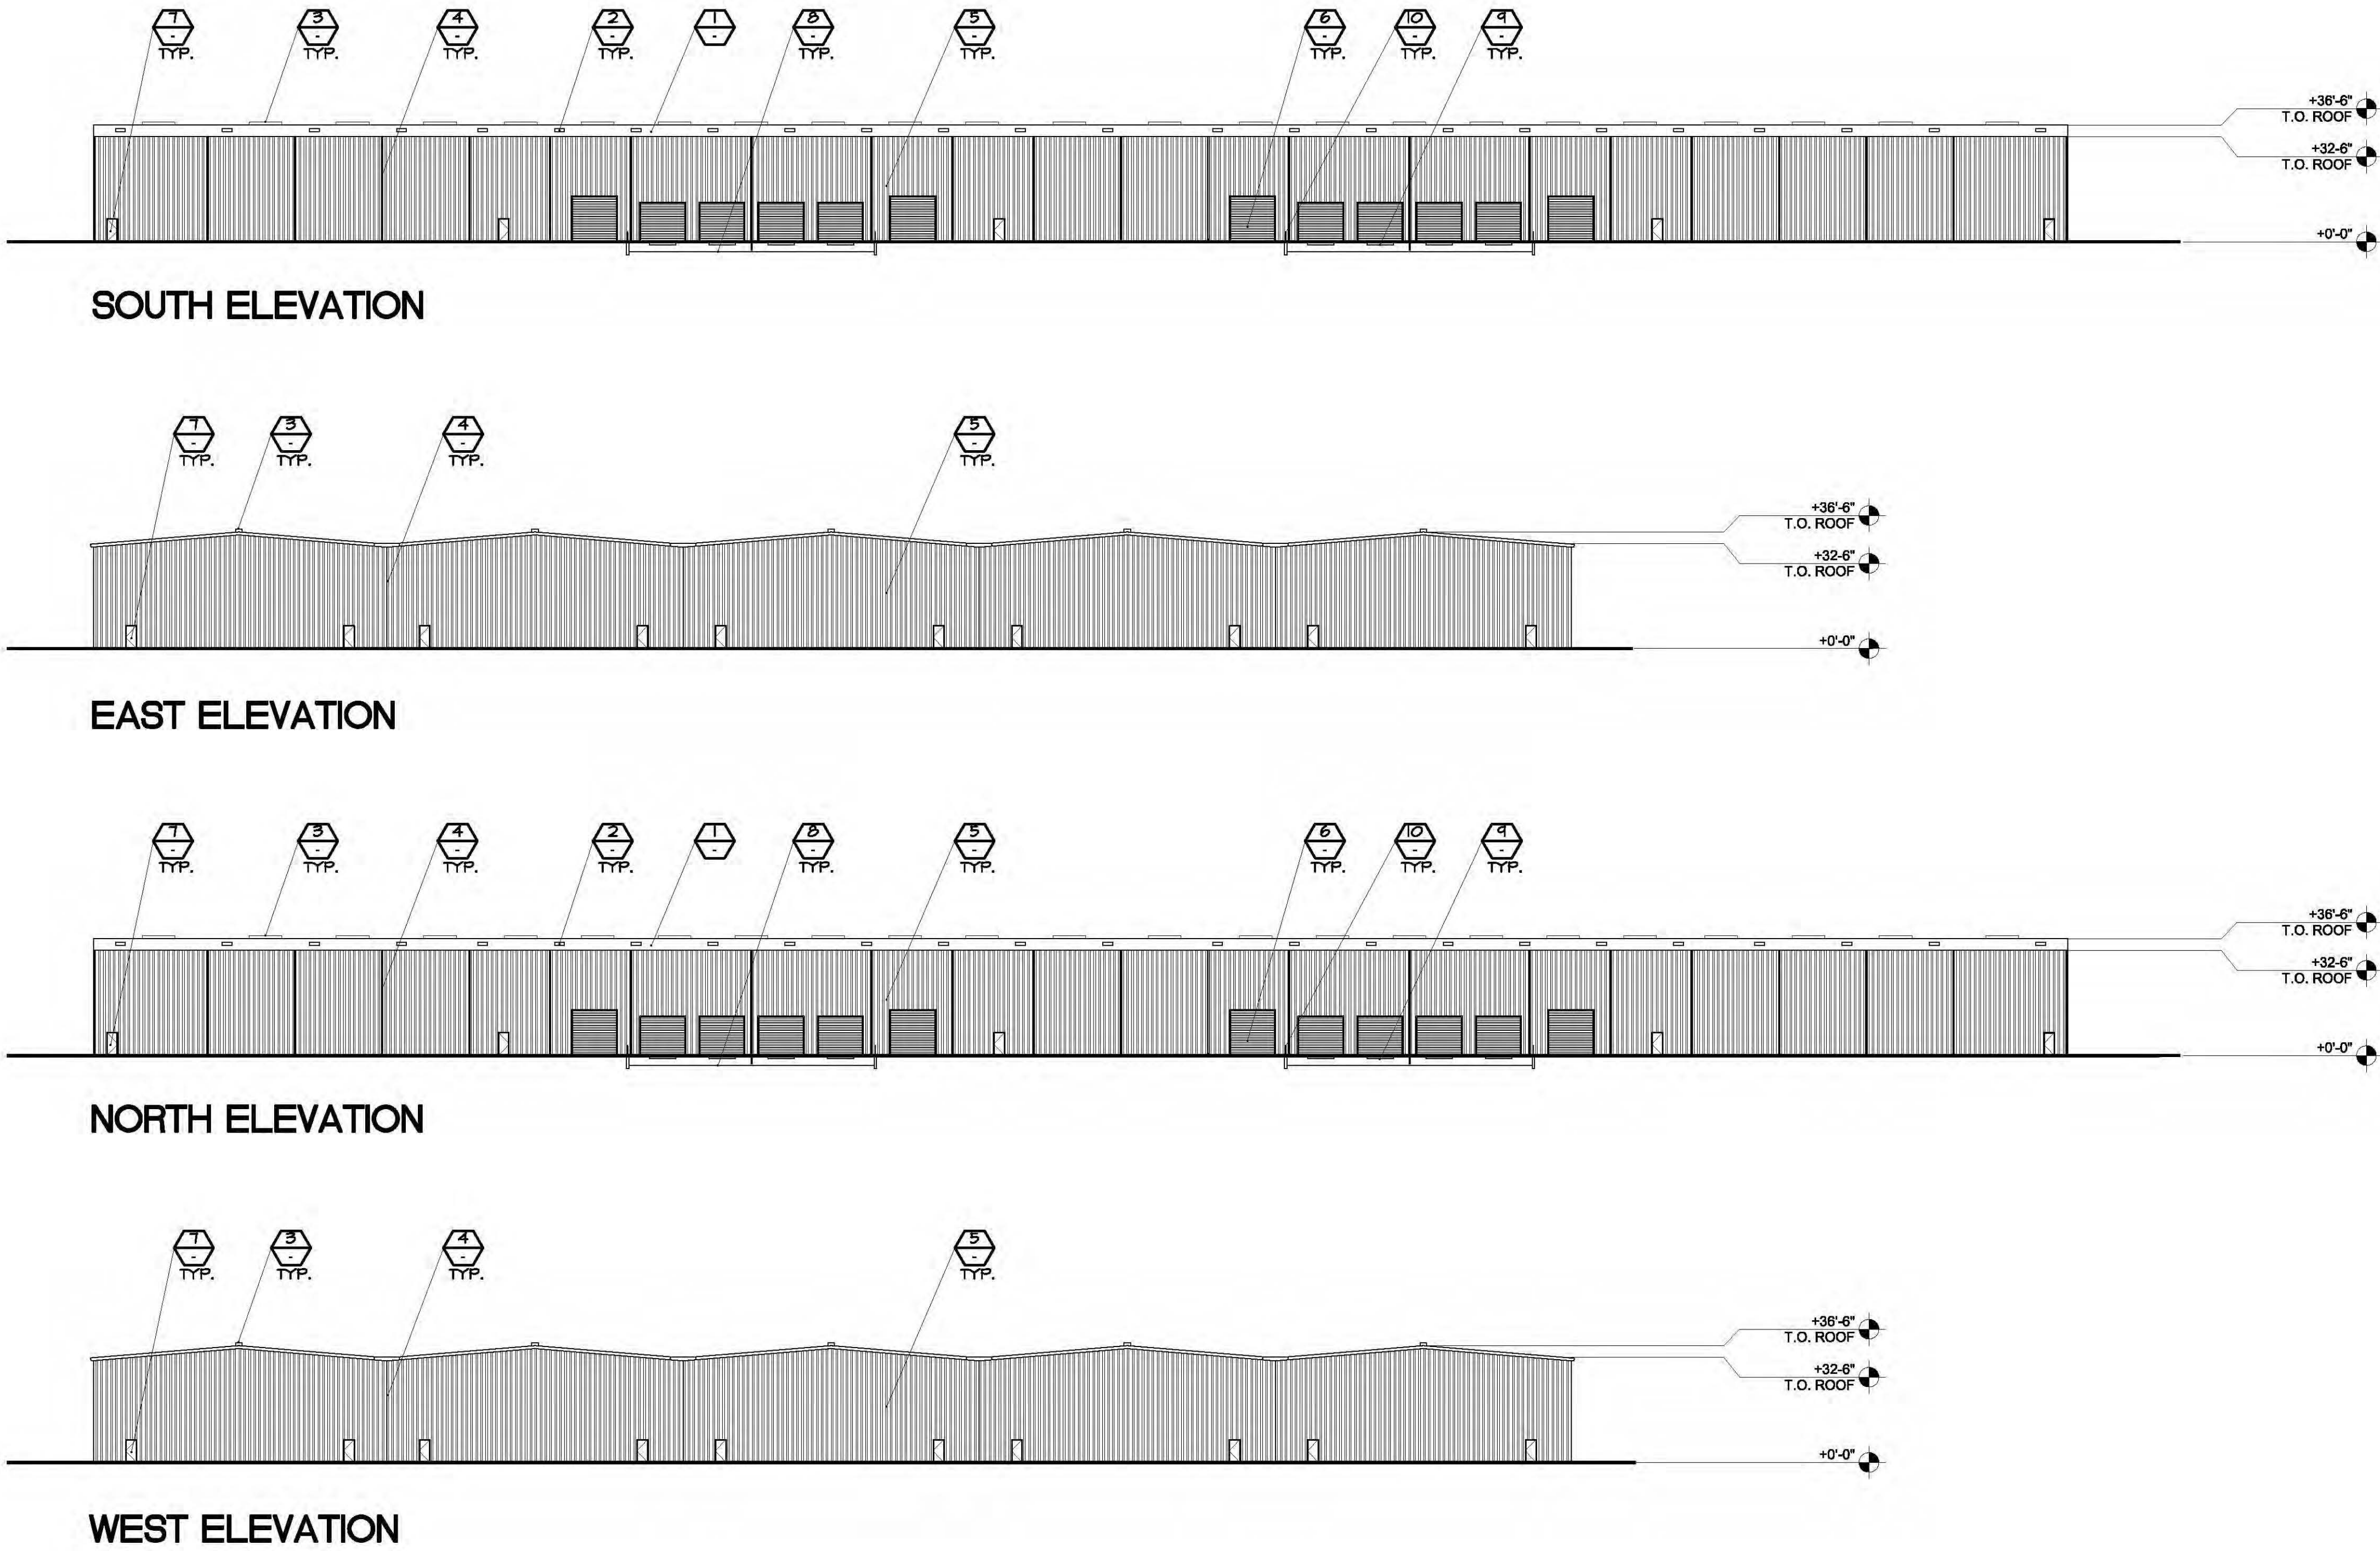 7 3 4 2 1 8 5 6 10 9
- - - - - - - - -
TYP. TYP. TYP. TYP. TYP. TYP. TYP. TYP. TYP.
+36'-6"
T.O. ROOF
+32-6"
T.O. ROOF
+0'-0"
SOUTH ELEVATION
7 3 4 5
- - - -
TYP. TYP. TYP. TYP.
+36'-6"
T.O. ROOF
+32-6"
T.O. ROOF
+0'-0"
EAST ELEVATION
7 3 4 2 1 8 5 6 10 9
- - - - - - - - -
TYP. TYP. TYP. TYP. TYP. TYP. TYP. TYP. TYP.
+36'-6"
T.O. ROOF
+32-6"
T.O. ROOF
+0'-0"
NORTH ELEVATION
7 3 4 5
- - - -
TYP. TYP. TYP. TYP.
+36'-6"
T.O. ROOF
+32-6"
T.O. ROOF
+0'-0"
WEST ELEVATION